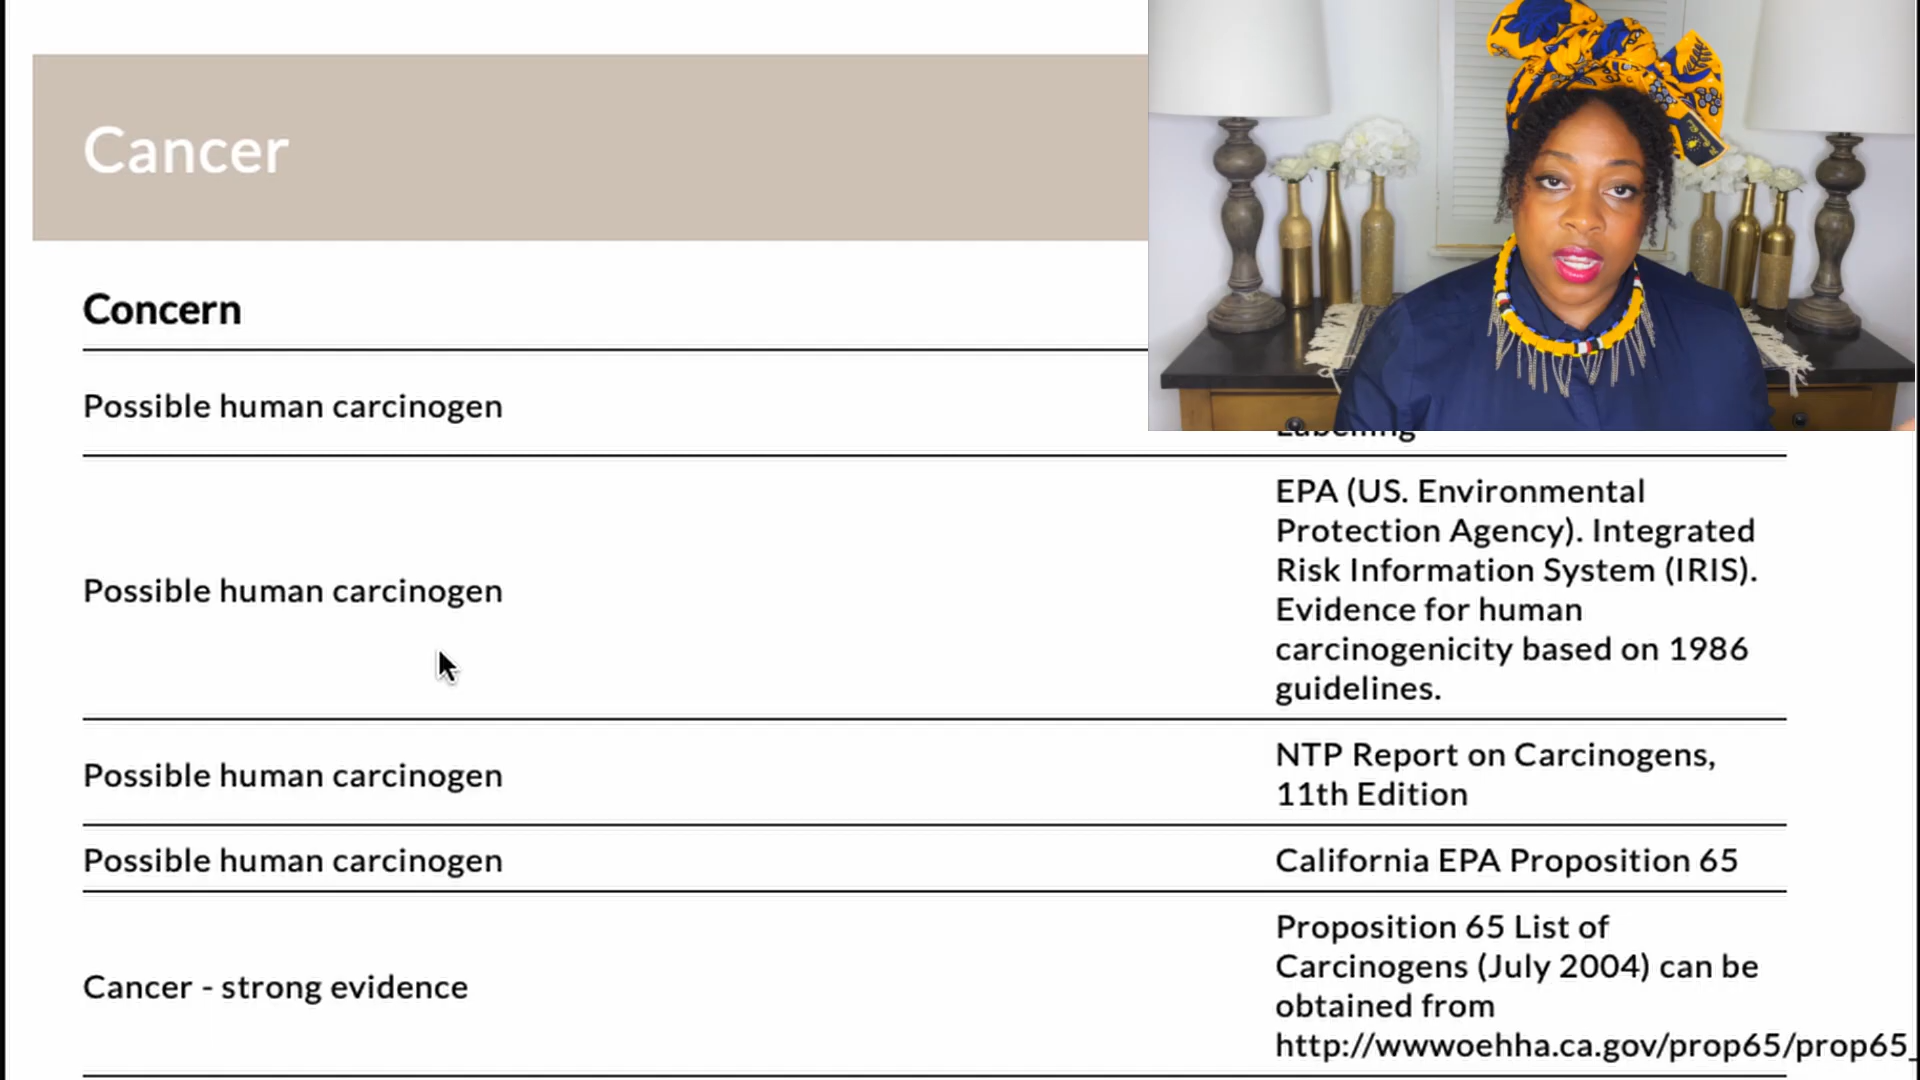 Cancer
Concern
Possible human carcinogen
Labelling
Possible human carcinogen
EPA (US. Environmental
Protection Agency). Integrated
Risk Information System (IRIS).
Evidence for human
carcinogenicity based on 1986
guidelines.
Possible human carcinogen
NTP Report on Carcinogens,
11th Edition
Possible human carcinogen
California EPA Proposition 65
Cancer - strong evidence
Proposition 65 List of
Carcinogens (July 2004) can be
obtained from
http://wwwoehha.ca.gov/prop65/prop65_